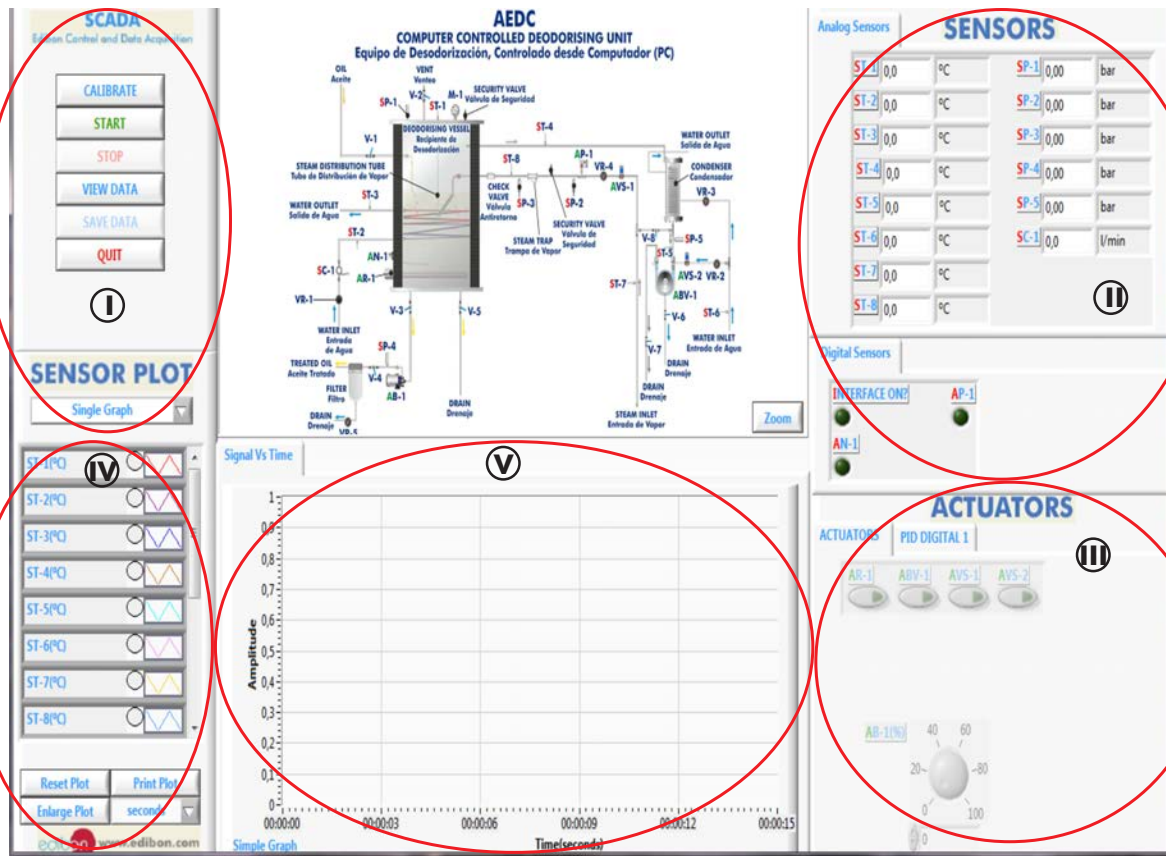 SCADA
Edibon Control and Data Acquisition
CALIBRATE
START
STOP
VIEW DATA
SAVE DATA
QUIT
I
SENSOR PLOT
Single Graph
IV
ST-1(ºC)
ST-2(ºC)
ST-3(ºC)
ST-4(ºC)
ST-5(ºC)
ST-6(ºC)
ST-7(ºC)
ST-8(ºC)
Reset Plot
Print Plot
Enlarge Plot
seconds
edibon
www.edibon.com
AEDC
COMPUTER CONTROLLED DEODORISING UNIT
Equipo de Desodorización, Controlado desde Computador (PC)
OIL
Aceite
VENT
Venteo
V-2
ST-1
M-1
SECURITY VALVE
Válvula de Seguridad
SP-1
V-1
DEODORISING VESSEL
Recipiente de
Desodorización
STEAM DISTRIBUTION TUBE
Tubo de Distribución de Vapor
ST-4
WATER OUTLET
Salida de Agua
ST-8
AP-1
VR-4
AVS-1
CONDENSER
Condensador
VR-3
CHECK
VALVE
Válvula
Antiretorno
SP-3
SP-2
SECURITY VALVE
Válvula de
Seguridad
STEAM TRAP
Trampa de Vapor
ST-3
WATER OUTLET
Salida de Agua
ST-2
AN-1
AR-1
SC-1
VR-1
WATER INLET
Entrada
de Agua
V-8
SP-5
ST-5
AVS-2
VR-2
ABV-1
ST-7
ST-6
V-6
WATER INLET
Entrada de Agua
V-7
DRAIN
Drenaje
DRAIN
Drenaje
STEAM INLET
Entrada de Vapor
V-3
V-5
SP-4
TREATED OIL
Aceite Tratado
V-4
AB-1
FILTER
Filtro
DRAIN
Drenaje
VR-5
DRAIN
Drenaje
Zoom
Signal Vs Time
V
Amplitude
1
0,9
0,8
0,7
0,6
0,5
0,4
0,3
0,2
0,1
0
00:00:00
00:00:03
00:00:06
00:00:09
00:00:12
00:00:15
Time(seconds)
Simple Graph
Analog Sensors
SENSORS
ST-1 0,0 ºC
SP-1 0,00 bar
ST-2 0,0 ºC
SP-2 0,00 bar
ST-3 0,0 ºC
SP-3 0,00 bar
ST-4 0,0 ºC
SP-4 0,00 bar
ST-5 0,0 ºC
SP-5 0,00 bar
ST-6 0,0 ºC
SC-1 0,0 l/min
ST-7 0,0 ºC
ST-8 0,0 ºC
II
Digital Sensors
INTERFACE ON?
AP-1
AN-1
ACTUATORS
ACTUATORS
PID DIGITAL 1
III
AR-1
ABV-1
AVS-1
AVS-2
AB-1(%)
0
20
40
60
80
100
0